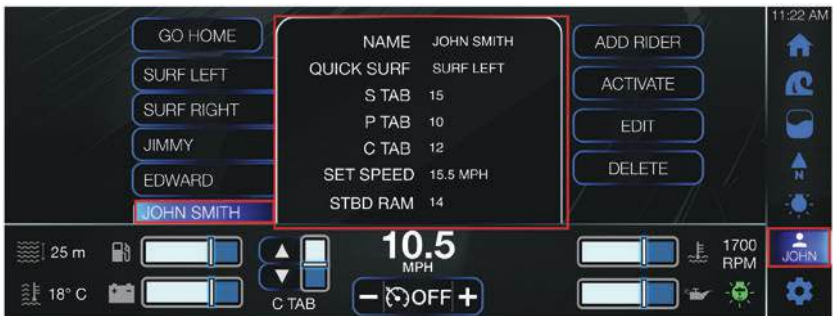 11:22 AM
GO HOME
SURF LEFT
SURF RIGHT
JIMMY
EDWARD
JOHN SMITH
NAME JOHN SMITH
QUICK SURF SURF LEFT
S TAB 15
P TAB 10
C TAB 12
SET SPEED 15.5 MPH
STBD RAM 14
ADD RIDER
ACTIVATE
EDIT
DELETE
N
JOHN
25 m
18° C
C TAB
10.5
MPH
− OFF +
1700
RPM